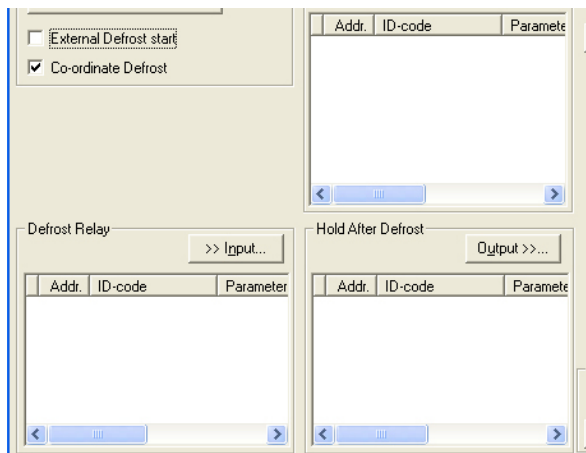 External Defrost start
Co-ordinate Defrost
Addr. ID-code Paramete
Defrost Relay
>> Input...
Addr. ID-code Parameter
Hold After Defrost
Output >>...
Addr. ID-code Paramete